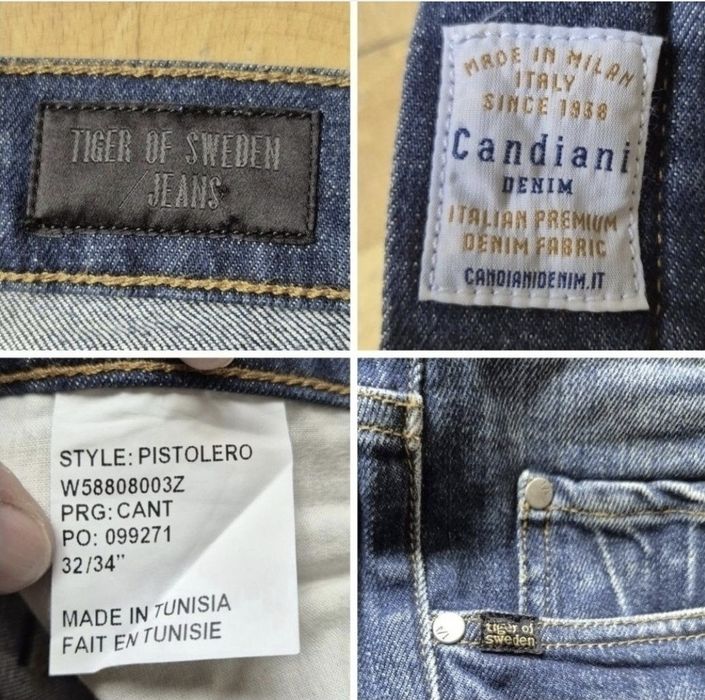 TIGER OF SWEDEN
/JEANS
MADE IN MILAN
ITALY
SINCE 1938
Candiani
DENIM
ITALIAN PREMIUM
DENIM FABRIC
CANDIANIDENIM.IT
STYLE: PISTOLERO
W58808003Z
PRG: CANT
PO: 099271
32/34"
MADE IN TUNISIA
FAIT EN TUNISIE
tiger of
sweden